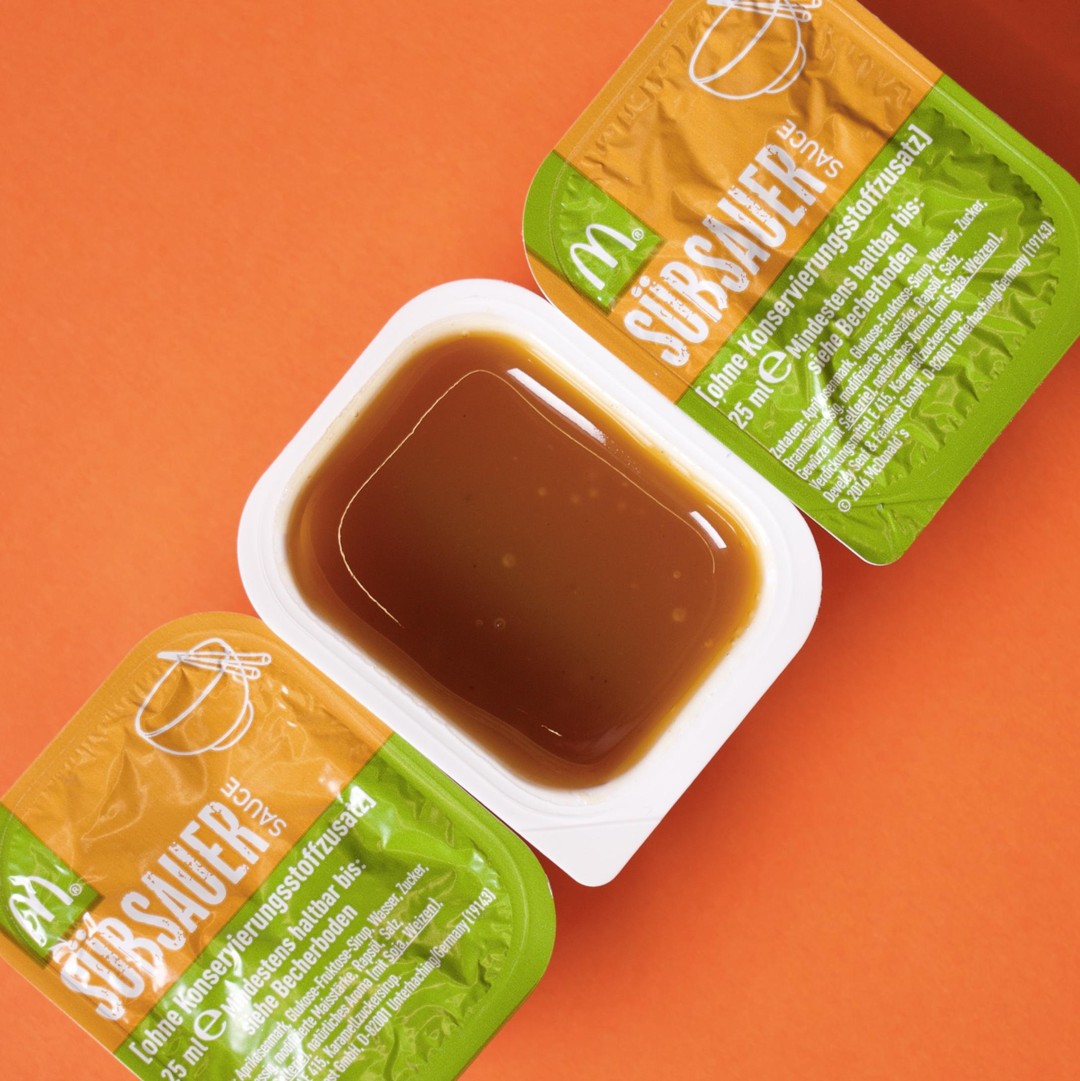 SÜßSAUER
SAUCE
[ohne Konservierungsstoffzusatz]
25 ml e Mindestens haltbar bis:
siehe Becherboden
Zutaten: Aprikosenmark, Glukose-Fruktose-Sirup, Wasser, Zucker,
modifizierte Maisstärke, Rapsöl, Salz,
Gewürze [mit Sellerie], natürliches Aroma [mit Soja, Weizen],
Verdickungsmittel E 415, Karamellzuckersirup.
Develey Senf & Feinkost GmbH, D-82001 Unterhaching/Germany [19143]
© 2016 McDonald's
SÜßSAUER
SAUCE
[ohne Konservierungsstoffzusatz]
25 ml e Mindestens haltbar bis:
siehe Becherboden
Aprikosenmark, Glukose-Fruktose-Sirup, Wasser, Zucker,
Maisstärke, Rapsöl, Salz,
natürliches Aroma [mit Soja, Weizen],
E 415, Karamellzuckersirup.
GmbH, D-82001 Unterhaching/Germany [19143]